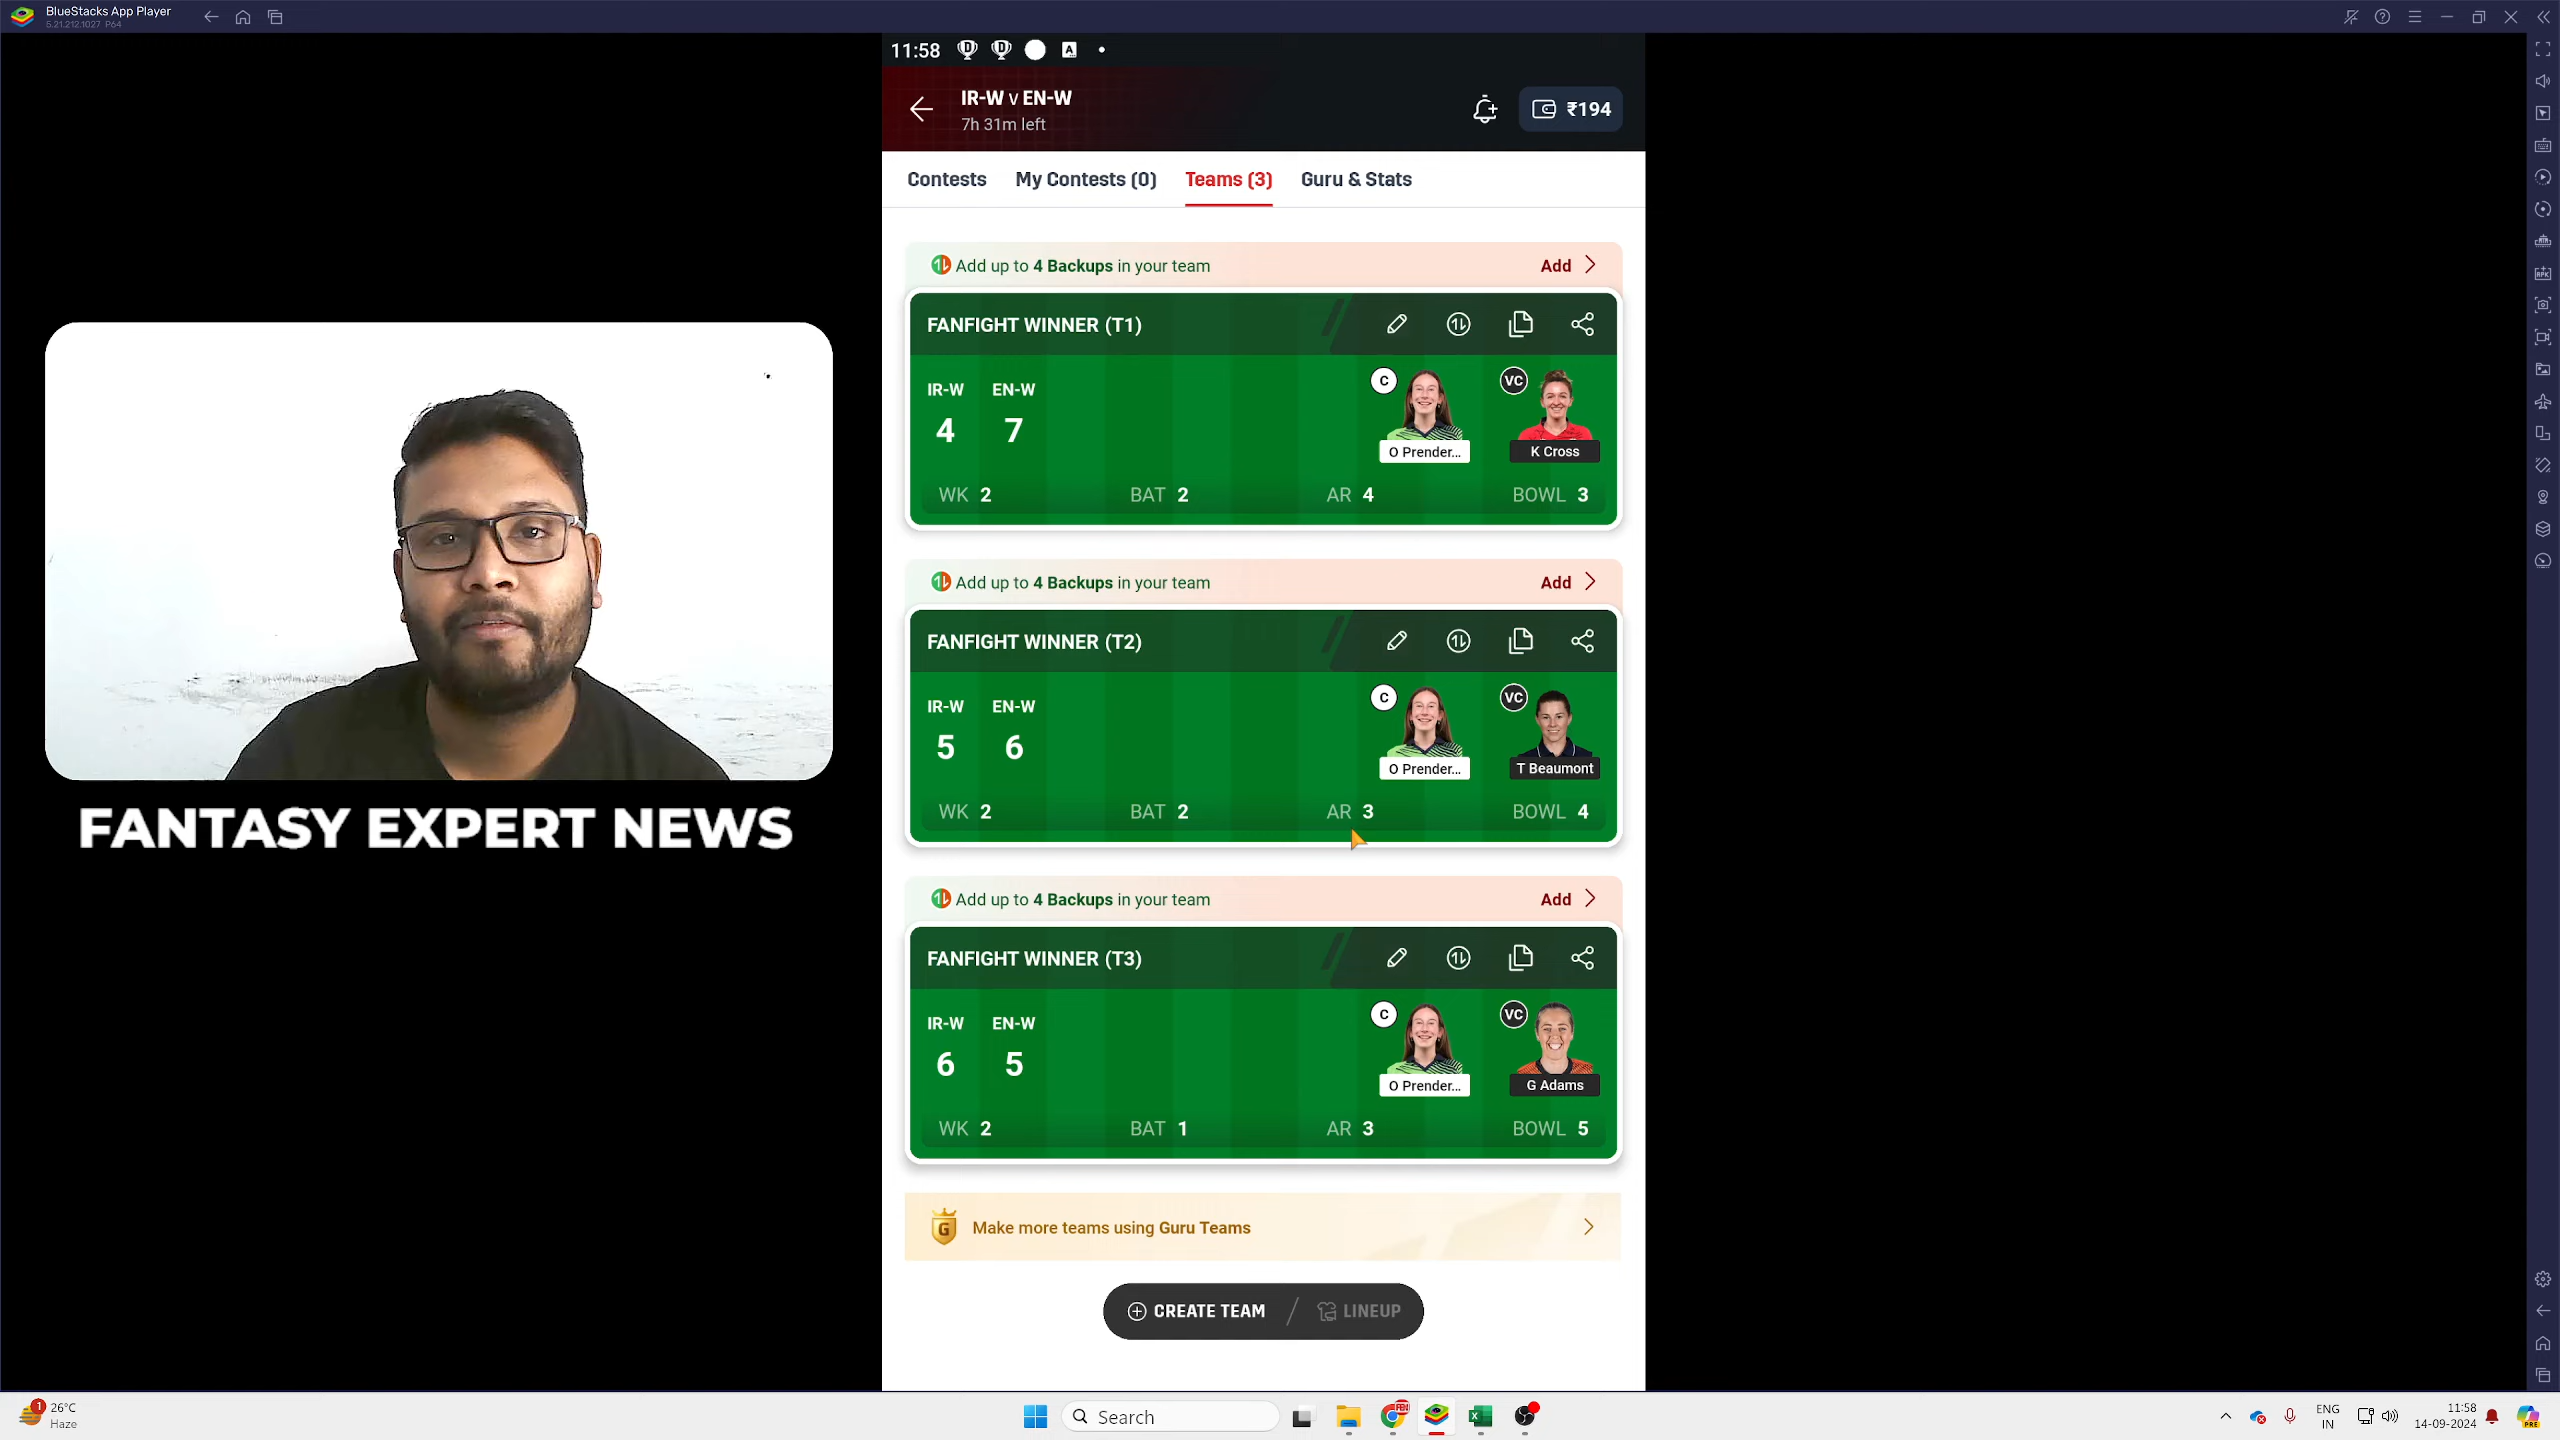 BlueStacks App Player
5.21.212.1027 P64
11:58
IR-W v EN-W
7h 31m left
₹194
Contests My Contests (0) Teams (3) Guru & Stats
Add up to 4 Backups in your team Add
FANFIGHT WINNER (T1)
IR-W EN-W
4 7
C VC
O Prender... K Cross
WK 2 BAT 2 AR 4 BOWL 3
Add up to 4 Backups in your team Add
FANFIGHT WINNER (T2)
IR-W EN-W
5 6
C VC
O Prender... T Beaumont
WK 2 BAT 2 AR 3 BOWL 4
FANTASY EXPERT NEWS
Add up to 4 Backups in your team Add
FANFIGHT WINNER (T3)
IR-W EN-W
6 5
C VC
O Prender... G Adams
WK 2 BAT 1 AR 3 BOWL 5
G Make more teams using Guru Teams
CREATE TEAM / LINEUP
1 26°C
Haze
Search
ENG
IN
11:58
14-09-2024